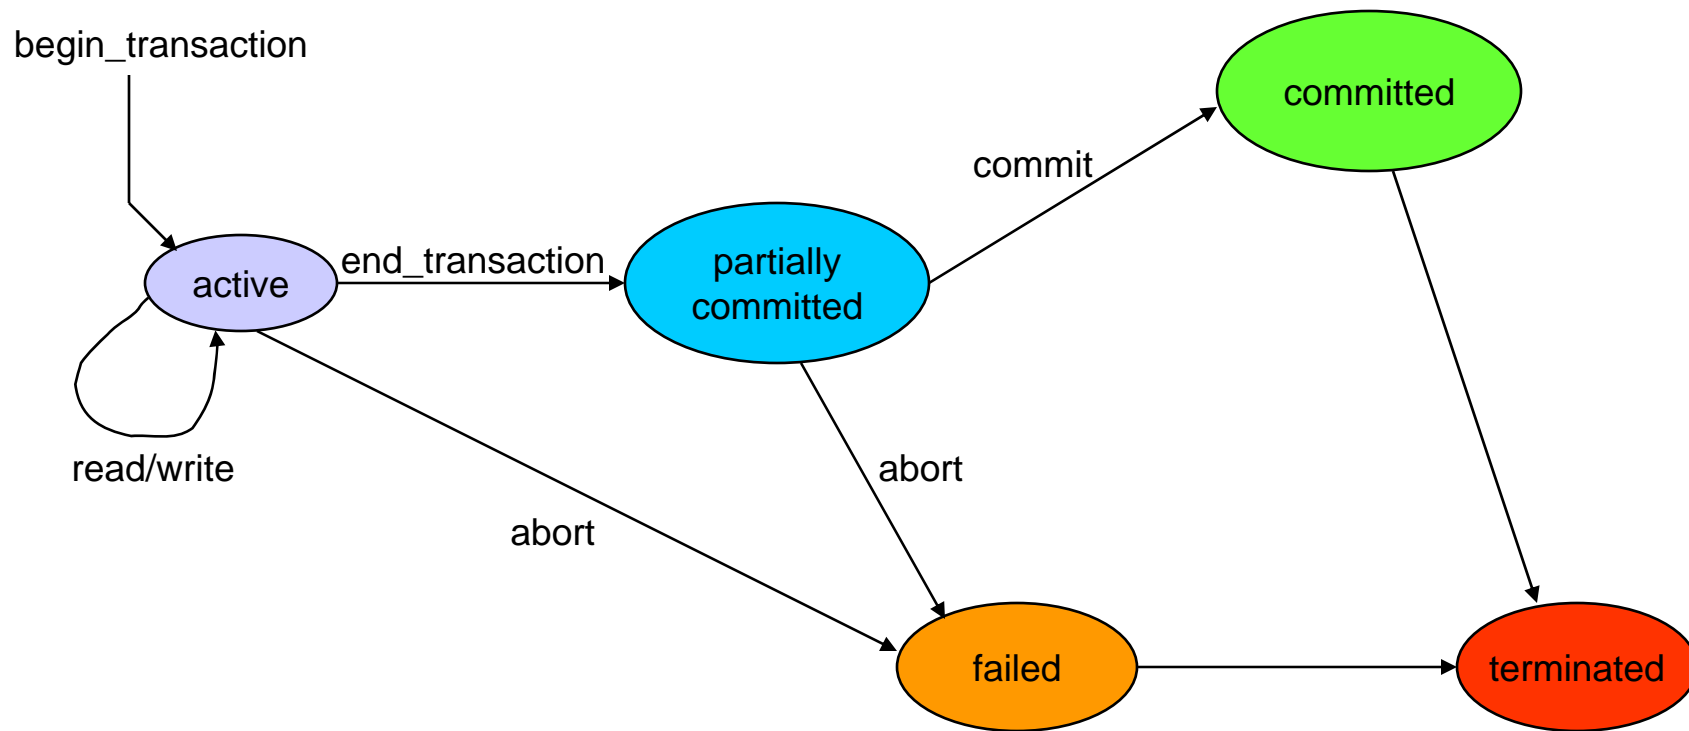 begin_transaction
committed
commit
end_transaction
partially
committed
active
read/write
abort
abort
failed
terminated